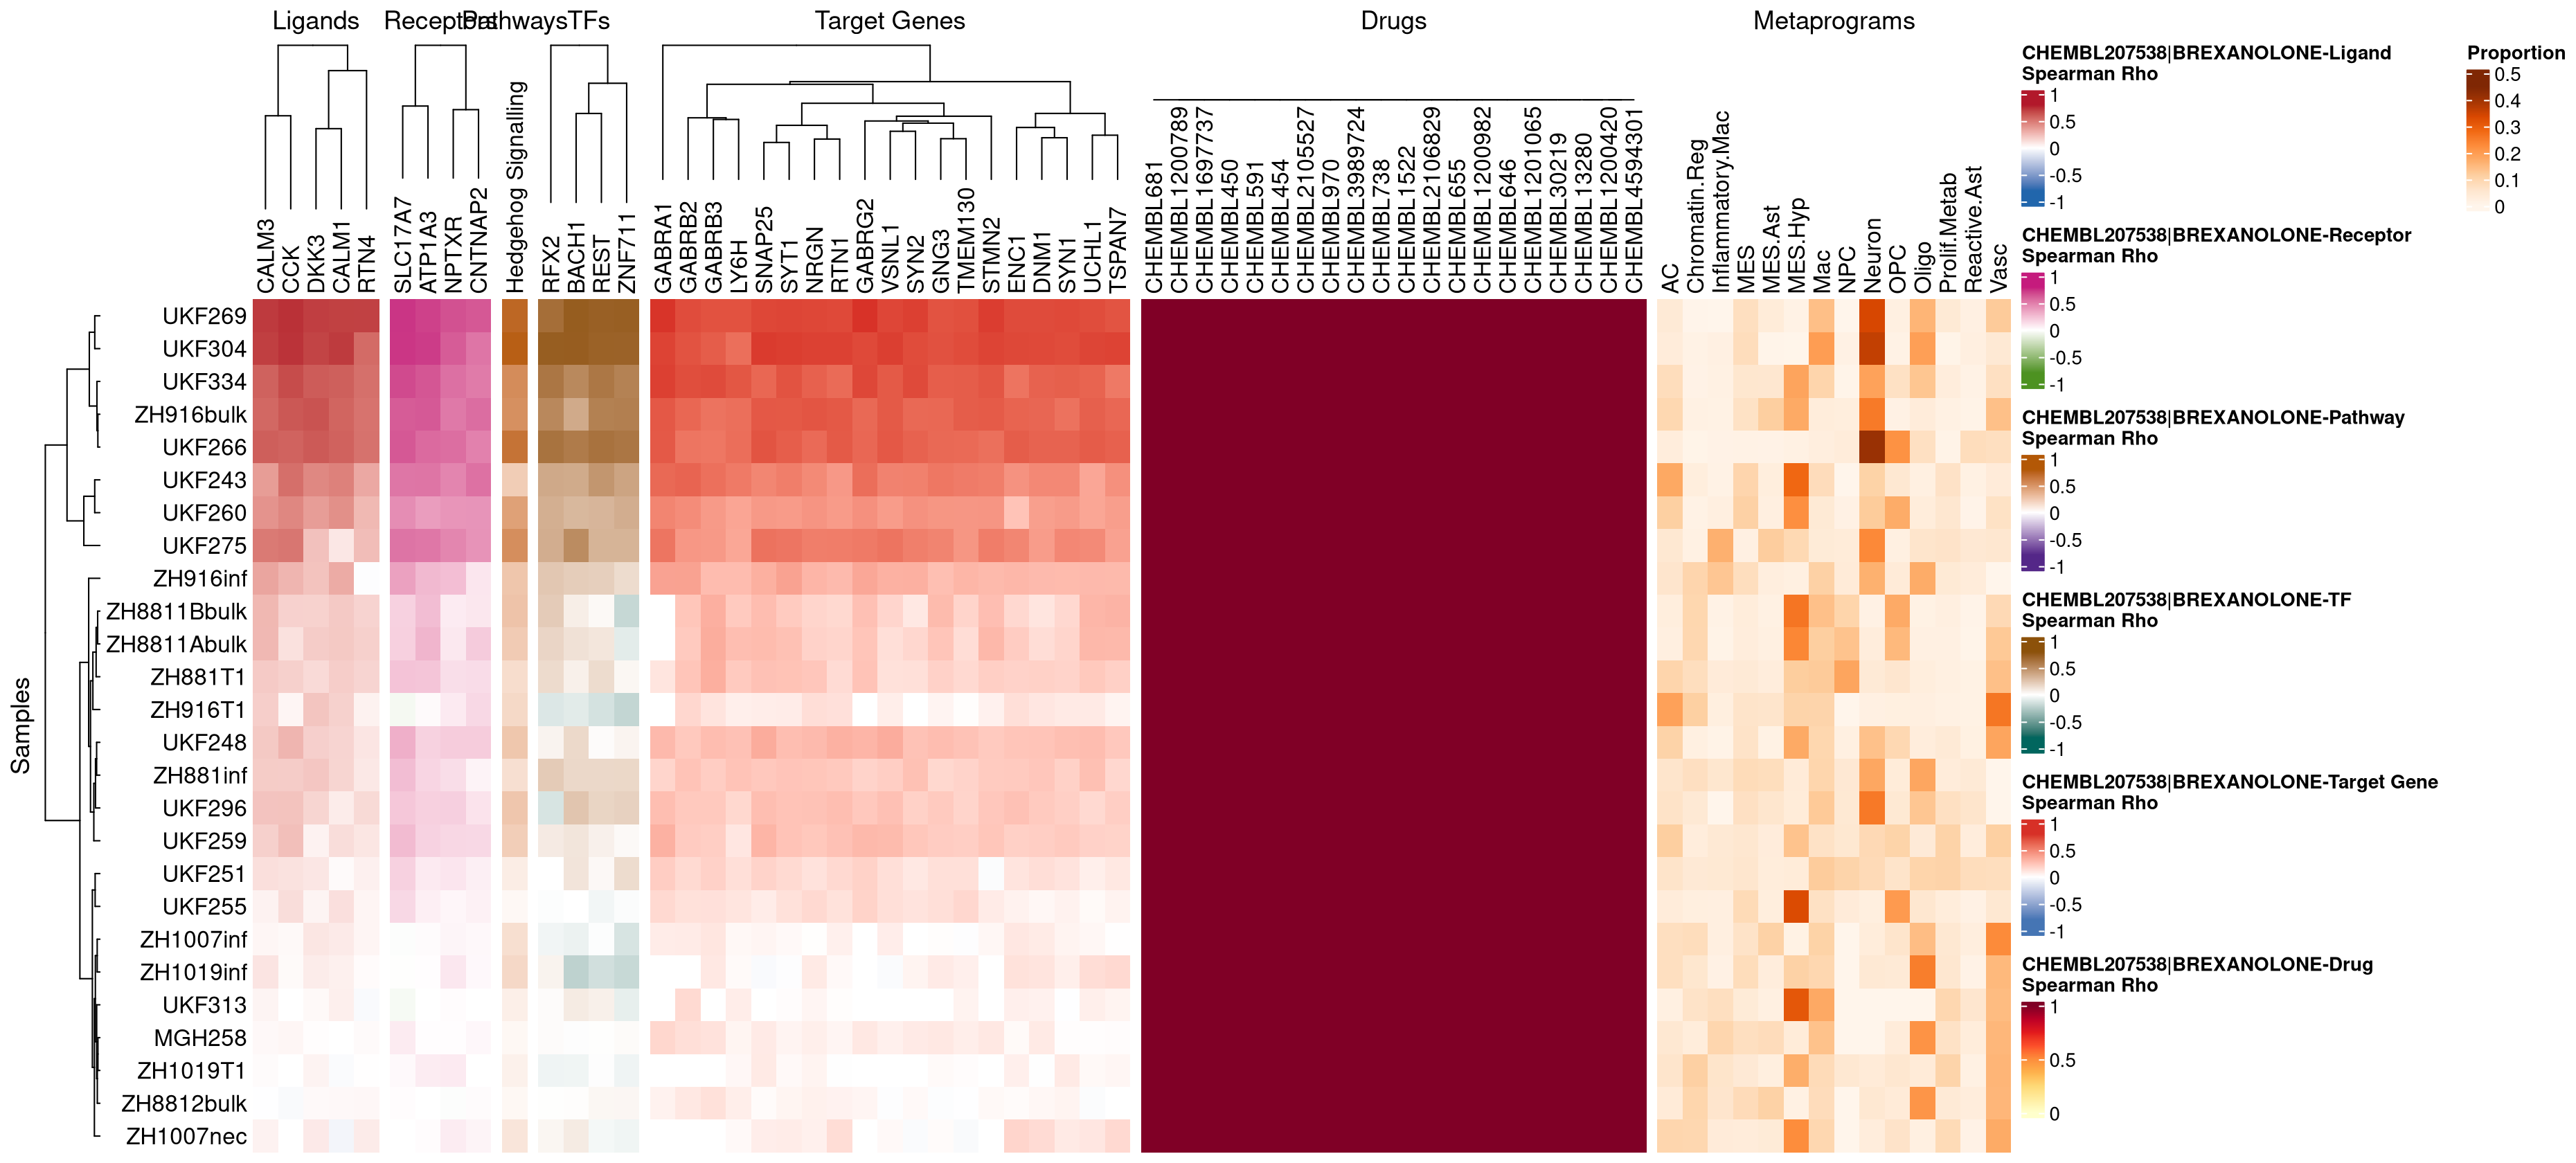 Ligands
Receptors
Pathways
TFs
Target Genes
Drugs
Metaprograms
CALM3
CCK
DKK3
CALM1
RTN4
SLC17A7
ATP1A3
NPTXR
CNTNAP2
Hedgehog Signalling
RFX2
BACH1
REST
ZNF711
GABRA1
GABRB2
GABRB3
LY6H
SNAP25
SYT1
NRGN
RTN1
GABRG2
VSNL1
SYN2
GNG3
TMEM130
STMN2
ENC1
DNM1
SYN1
UCHL1
TSPAN7
CHEMBL681
CHEMBL1200789
CHEMBL1697737
CHEMBL450
CHEMBL591
CHEMBL454
CHEMBL2105527
CHEMBL970
CHEMBL3989724
CHEMBL738
CHEMBL1522
CHEMBL2106829
CHEMBL655
CHEMBL1200982
CHEMBL646
CHEMBL1201065
CHEMBL30219
CHEMBL13280
CHEMBL1200420
CHEMBL4594301
AC
Chromatin.Reg
Inflammatory.Mac
MES
MES.Ast
MES.Hyp
Mac
NPC
Neuron
OPC
Oligo
Prolif.Metab
Reactive.Ast
Vasc
Samples
UKF269
UKF304
UKF334
ZH916bulk
UKF266
UKF243
UKF260
UKF275
ZH916inf
ZH8811Bbulk
ZH8811Abulk
ZH881T1
ZH916T1
UKF248
ZH881inf
UKF296
UKF259
UKF251
UKF255
ZH1007inf
ZH1019inf
UKF313
MGH258
ZH1019T1
ZH8812bulk
ZH1007nec
CHEMBL207538|BREXANOLONE-Ligand
Spearman Rho
1
0.5
0
-0.5
-1
CHEMBL207538|BREXANOLONE-Receptor
Spearman Rho
1
0.5
0
-0.5
-1
CHEMBL207538|BREXANOLONE-Pathway
Spearman Rho
1
0.5
0
-0.5
-1
CHEMBL207538|BREXANOLONE-TF
Spearman Rho
1
0.5
0
-0.5
-1
CHEMBL207538|BREXANOLONE-Target Gene
Spearman Rho
1
0.5
0
-0.5
-1
CHEMBL207538|BREXANOLONE-Drug
Spearman Rho
1
0.5
0
Proportion
0.5
0.4
0.3
0.2
0.1
0